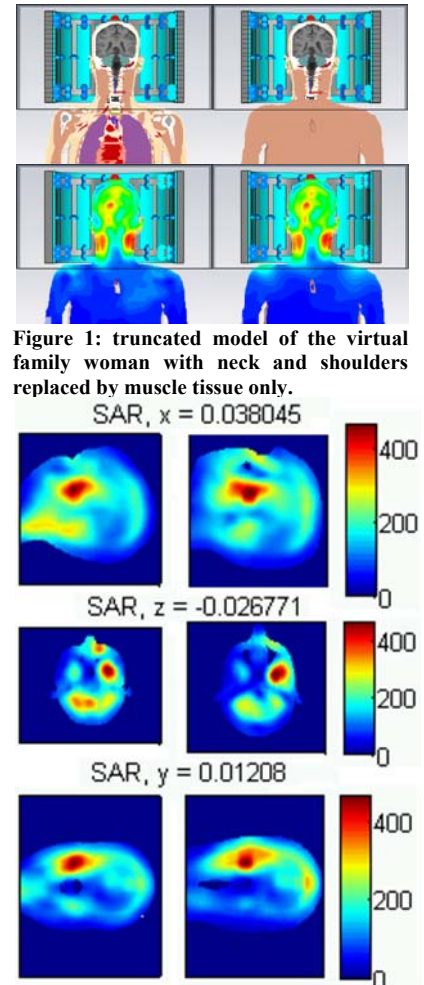 Figure 1: truncated model of the virtual
family woman with neck and shoulders
replaced by muscle tissue only.
SAR, x = 0.038045
400
200
0
SAR, z = -0.026771
400
200
0
SAR, y = 0.01208
400
200
0